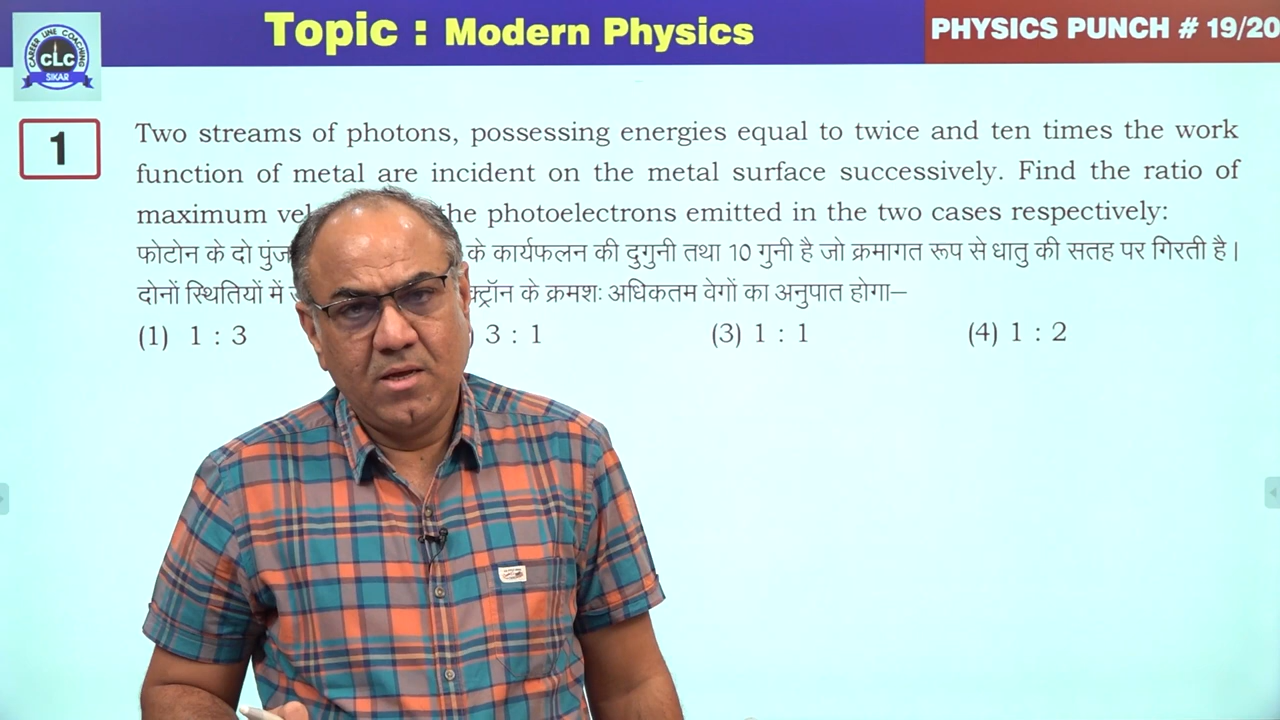 Topic : Modern Physics
PHYSICS PUNCH # 19/20
CAREER LINE COACHING
CLC
SIKAR
1
Two streams of photons, possessing energies equal to twice and ten times the work
function of metal are incident on the metal surface successively. Find the ratio of
maximum the photoelectrons emitted in the two cases respectively:
फोटोन के दो पुंज के कार्यफलन की दुगुनी तथा 10 गुनी है जो क्रमागत रूप से धातु की सतह पर गिरती है।
दोनों स्थितियों में के क्रमशः अधिकतम वेगों का अनुपात होगा–
(1) 1 : 3 3 : 1 (3) 1 : 1 (4) 1 : 2